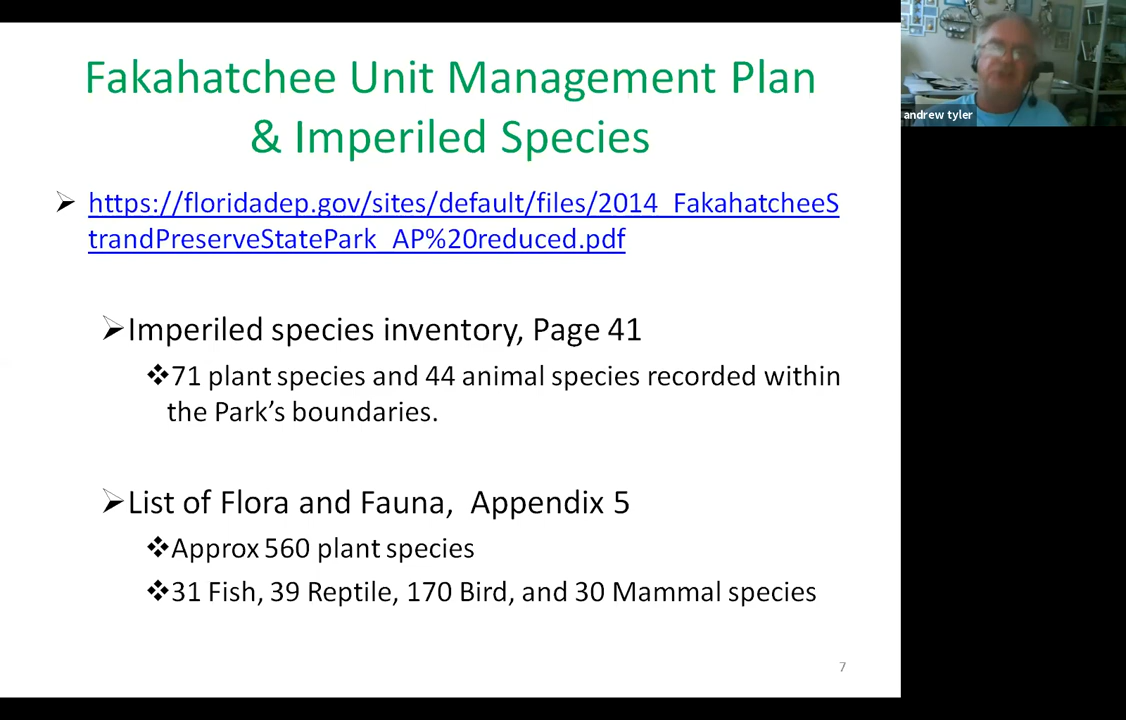 Fakahatchee Unit Management Plan
& Imperiled Species
➢ https://floridadep.gov/sites/default/files/2014_FakahatcheeS
trandPreserveStatePark_AP%20reduced.pdf
➢Imperiled species inventory, Page 41
❖71 plant species and 44 animal species recorded within
the Park’s boundaries.
➢List of Flora and Fauna, Appendix 5
❖Approx 560 plant species
❖31 Fish, 39 Reptile, 170 Bird, and 30 Mammal species
7
andrew tyler